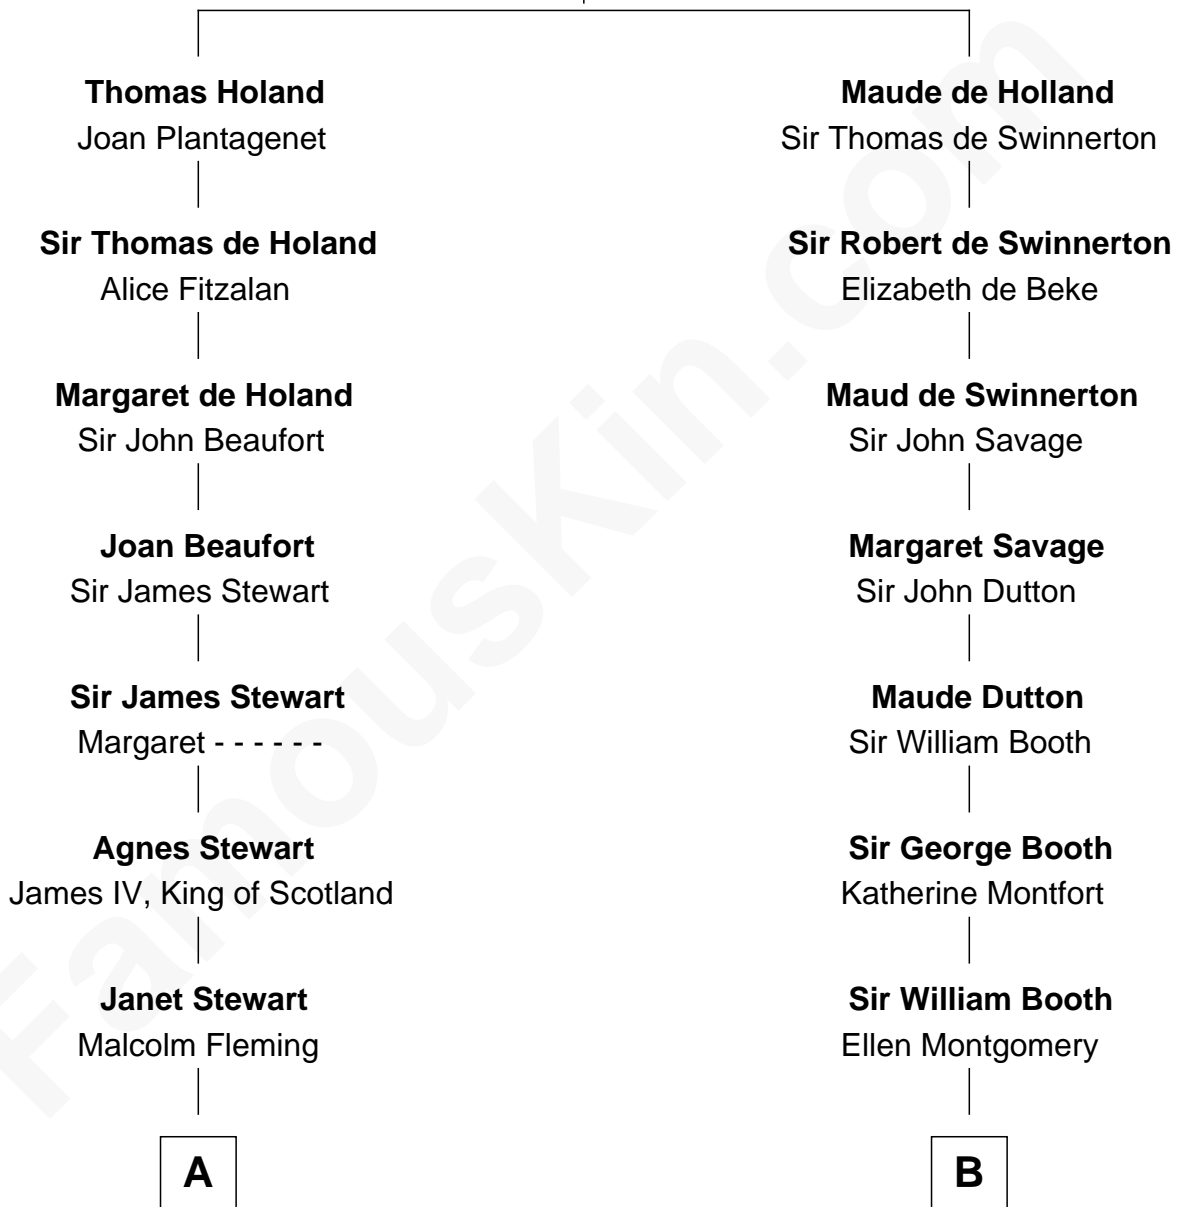 Thomas Holand
Joan Plantagenet
Sir Thomas de Holand
Alice Fitzalan
Margaret de Holand
Sir John Beaufort
Joan Beaufort
Sir James Stewart
Sir James Stewart
Margaret - - - - - -
Agnes Stewart
James IV, King of Scotland
Janet Stewart
Malcolm Fleming
A
Maude de Holland
Sir Thomas de Swinnerton
Sir Robert de Swinnerton
Elizabeth de Beke
Maud de Swinnerton
Sir John Savage
Margaret Savage
Sir John Dutton
Maude Dutton
Sir William Booth
Sir George Booth
Katherine Montfort
Sir William Booth
Ellen Montgomery
B
FamousKin.com